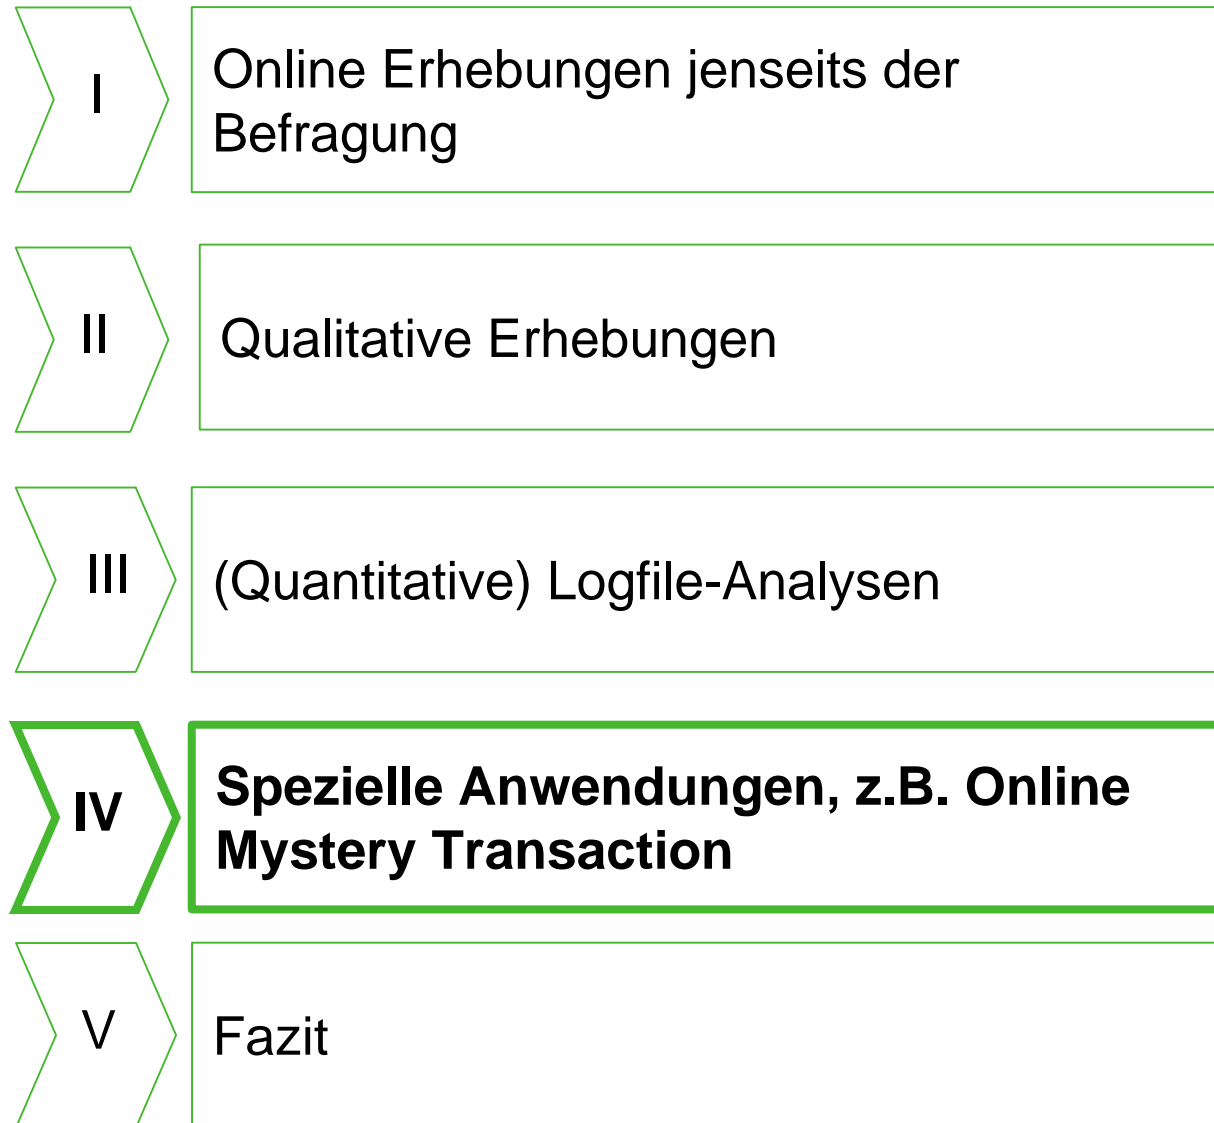 I
Online Erhebungen jenseits der
Befragung
II
Qualitative Erhebungen
III
(Quantitative) Logfile-Analysen
IV
Spezielle Anwendungen, z.B. Online
Mystery Transaction
V
Fazit